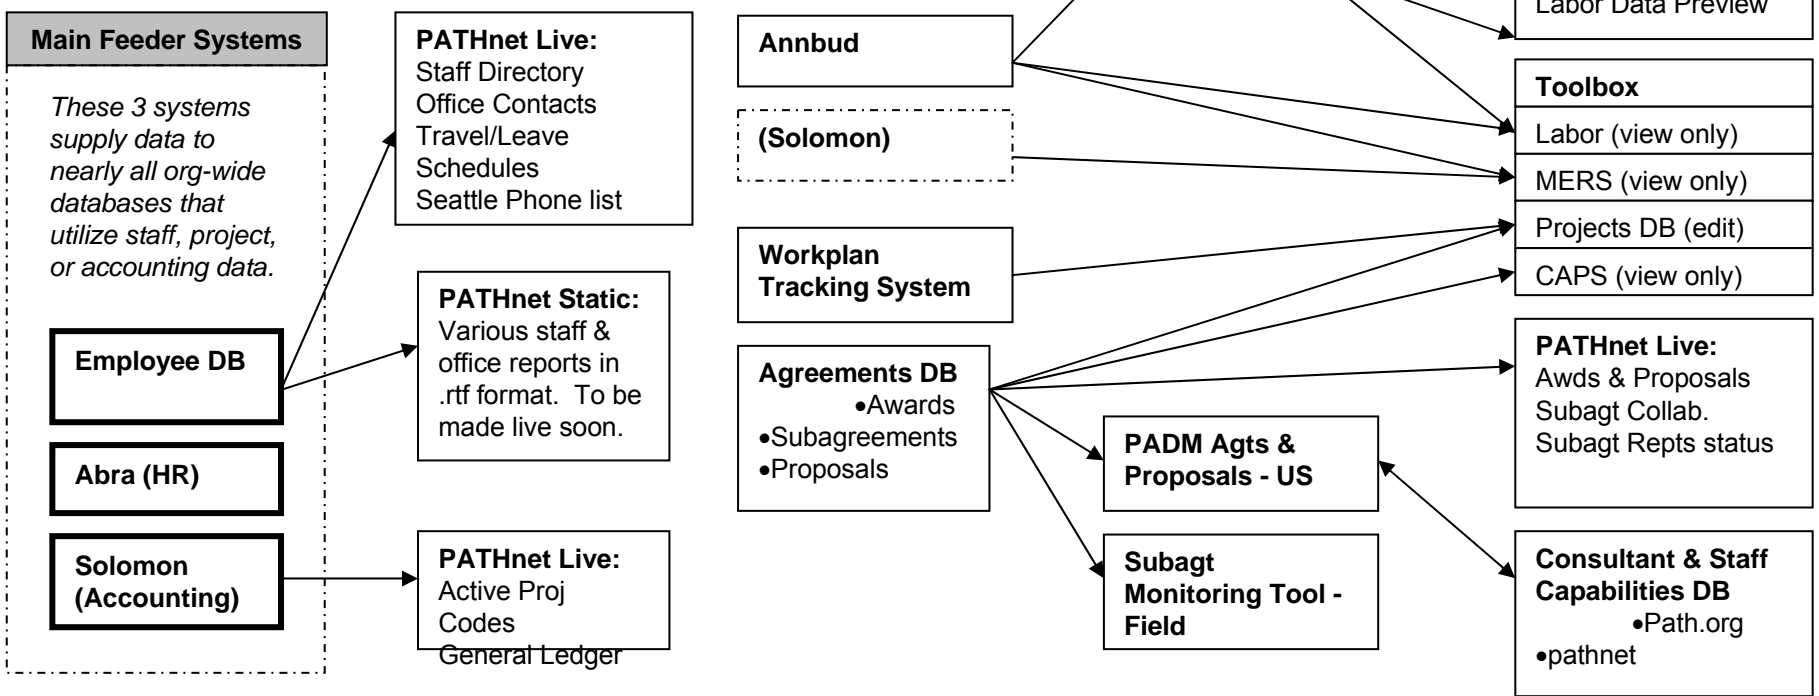 Main Feeder Systems
These 3 systems
supply data to
nearly all org-wide
databases that
utilize staff, project,
or accounting data.
Employee DB
Abra (HR)
Solomon
(Accounting)
PATHnet Live:
Staff Directory
Office Contacts
Travel/Leave
Schedules
Seattle Phone list
PATHnet Static:
Various staff &
office reports in
.rtf format.  To be
made live soon.
PATHnet Live:
Active Proj
Codes
General Ledger
Annbud
(Solomon)
Workplan
Tracking System
Agreements DB
•Awards
•Subagreements
•Proposals
PADM Agts &
Proposals - US
Subagt
Monitoring Tool -
Field
Labor Data Preview
Toolbox
Labor (view only)
MERS (view only)
Projects DB (edit)
CAPS (view only)
PATHnet Live:
Awds & Proposals
Subagt Collab.
Subagt Repts status
Consultant & Staff
Capabilities DB
•Path.org
•pathnet